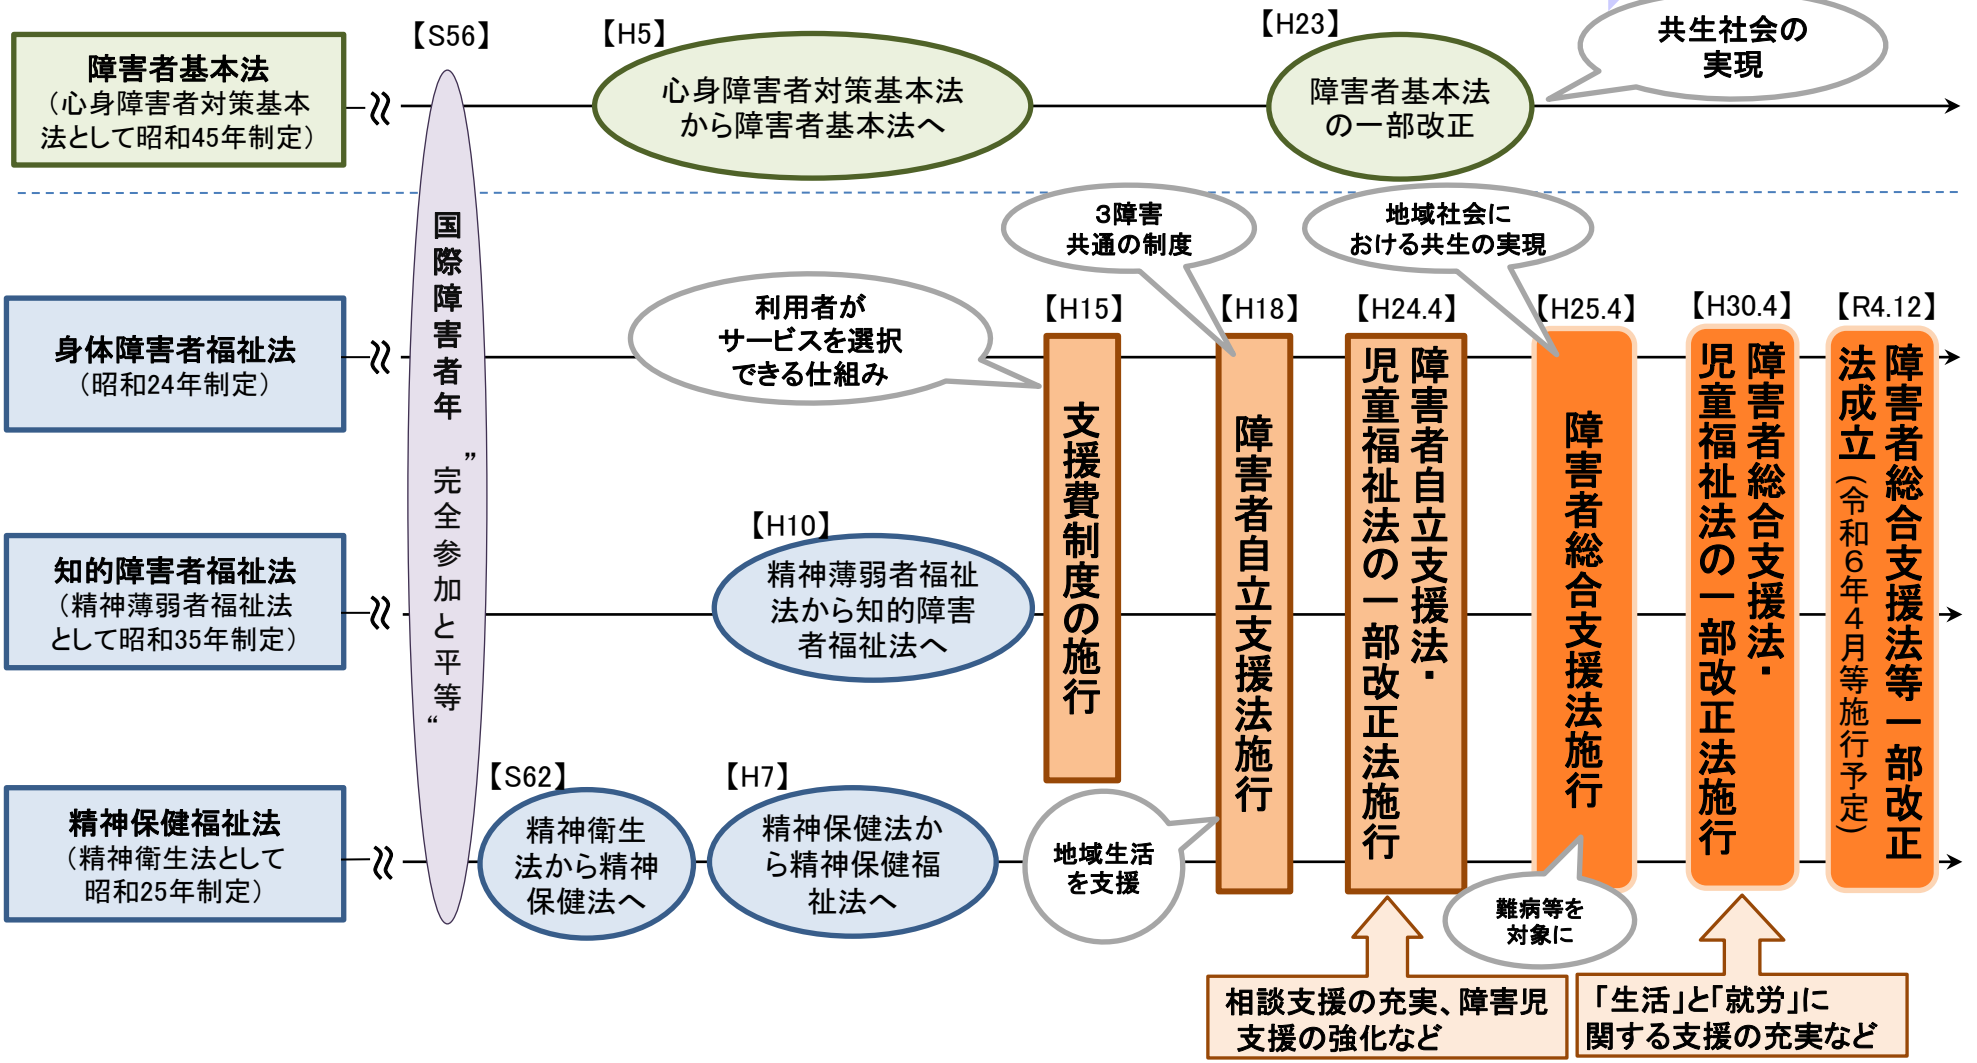 【S56】
【H5】
【H23】
共生社会の
実現
障害者基本法
（心身障害者対策基本
法として昭和45年制定）
心身障害者対策基本法
から障害者基本法へ
障害者基本法
の一部改正
国際障害者年
”完全参加と平等“
３障害
共通の制度
地域社会に
おける共生の実現
利用者が
サービスを選択
できる仕組み
【H15】
【H18】
【H24.4】
【H25.4】
【H30.4】
【R4.12】
身体障害者福祉法
（昭和24年制定）
支援費制度の施行
障害者自立支援法施行
障害者自立支援法・
児童福祉法の一部改正法施行
障害者総合支援法施行
障害者総合支援法・
児童福祉法の一部改正法施行
障害者総合支援法等一部改正
法成立（令和６年４月等施行予定）
【H10】
知的障害者福祉法
（精神薄弱者福祉法
として昭和35年制定）
精神薄弱者福祉
法から知的障害
者福祉法へ
【S62】
【H7】
精神保健福祉法
（精神衛生法として
昭和25年制定）
精神衛生
法から精神
保健法へ
精神保健法か
ら精神保健福
祉法へ
地域生活
を支援
難病等を
対象に
相談支援の充実、障害児
支援の強化など
「生活」と「就労」に
関する支援の充実など